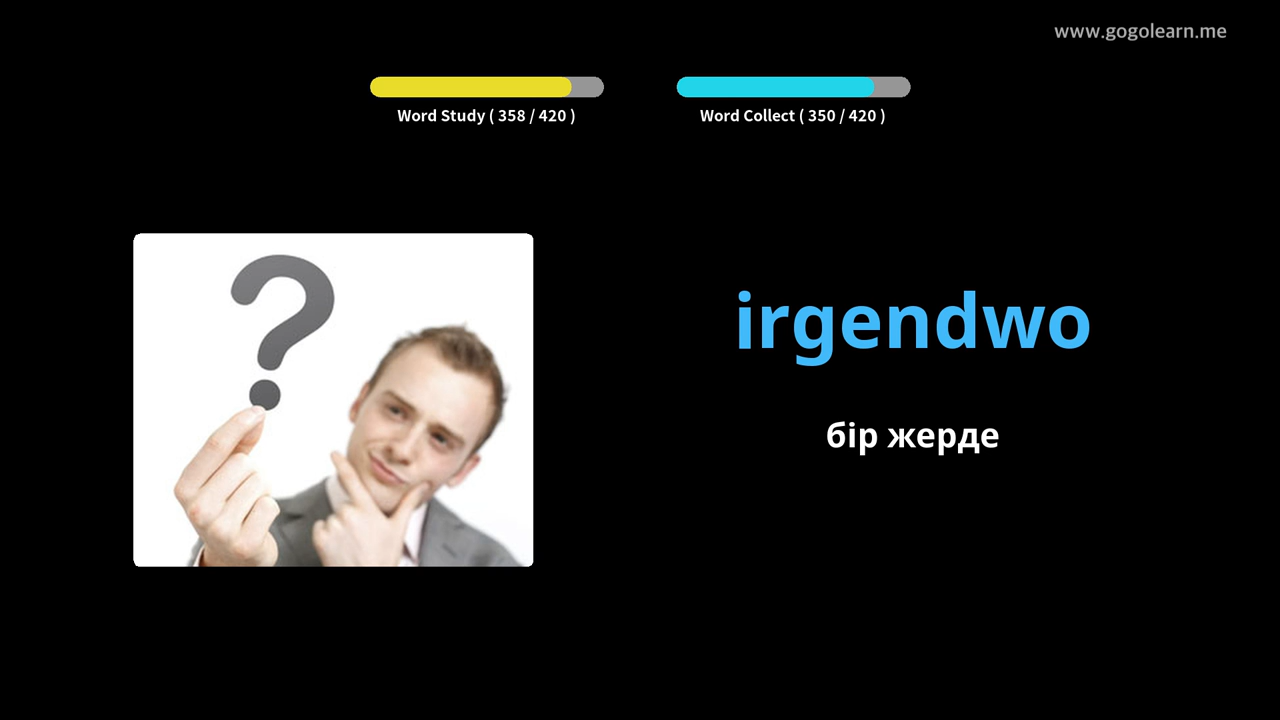 www.gogolearn.me
Word Study ( 358 / 420 )
Word Collect ( 350 / 420 )
irgendwo
бір жерде